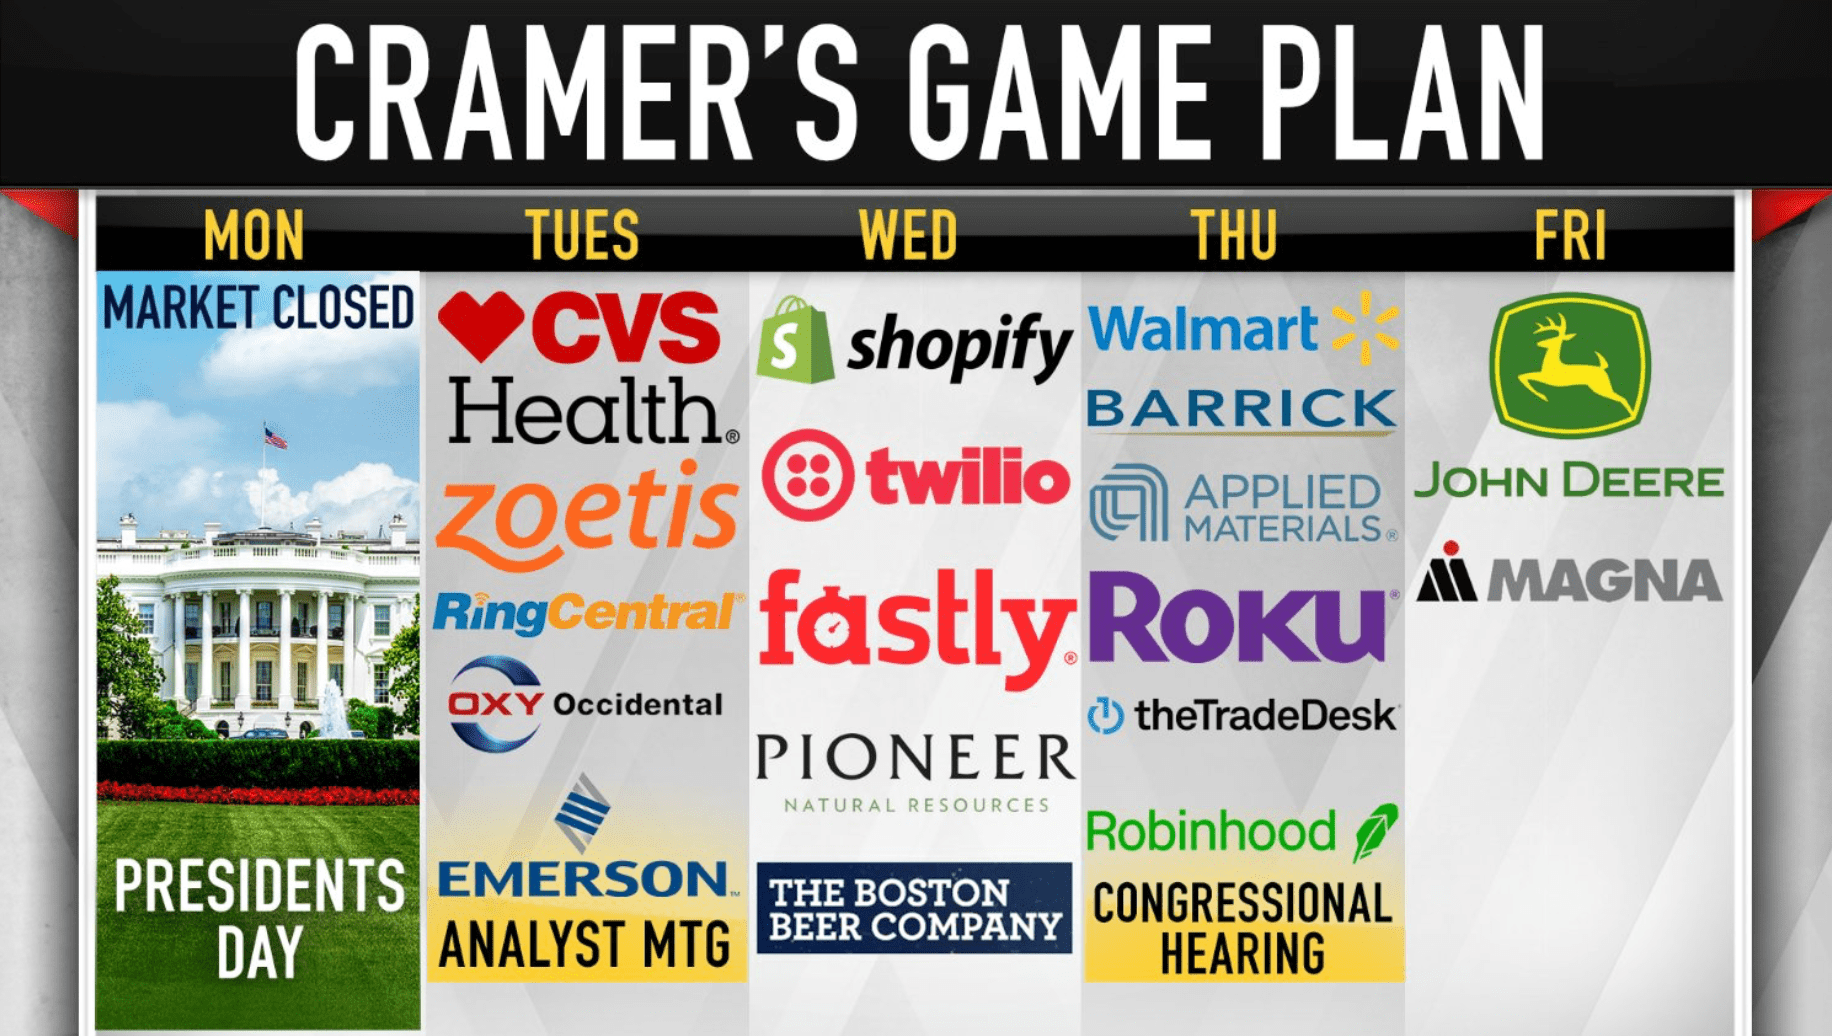 CRAMER'S GAME PLAN
MON
TUES
WED
THU
FRI
MARKET CLOSED
PRESIDENTS
DAY
CVS
Health®
zoetis
RingCentral®
OXY Occidental
EMERSON™
ANALYST MTG
S shopify
twilio
fastly®
PIONEER
NATURAL RESOURCES
THE BOSTON
BEER COMPANY
Walmart
BARRICK
APPLIED
MATERIALS®
ROKU®
theTradeDesk
Robinhood
CONGRESSIONAL
HEARING
JOHN DEERE
MAGNA